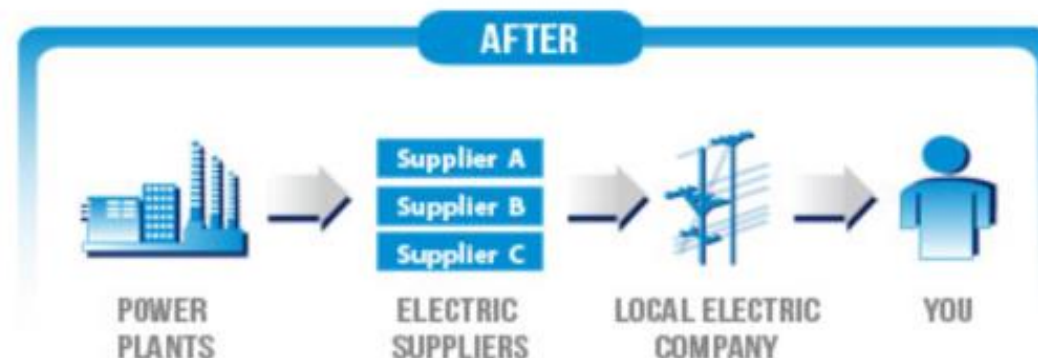 AFTER
Supplier A
Supplier B
Supplier C
POWER
PLANTS
ELECTRIC
SUPPLIERS
LOCAL ELECTRIC
COMPANY
YOU